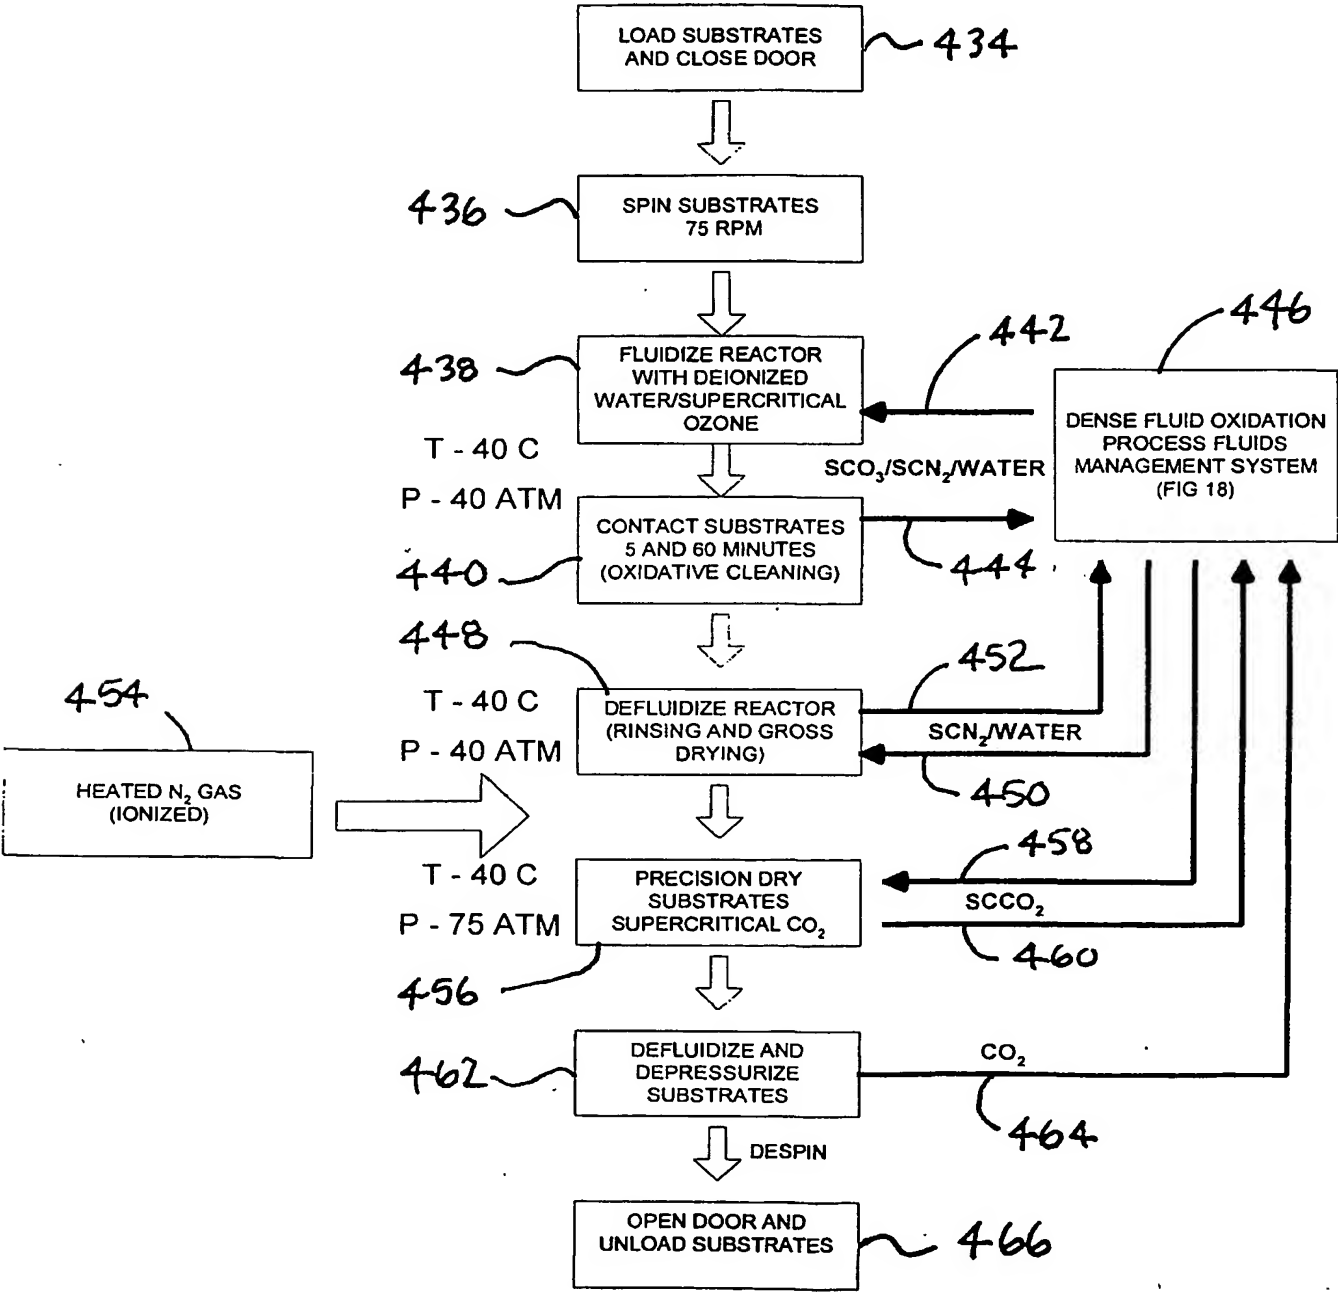 LOAD SUBSTRATES
AND CLOSE DOOR
434
436
SPIN SUBSTRATES
75 RPM
438
FLUIDIZE REACTOR
WITH DEIONIZED
WATER/SUPERCRITICAL
OZONE
442
446
DENSE FLUID OXIDATION
PROCESS FLUIDS
MANAGEMENT SYSTEM
(FIG 18)
T - 40 C
P - 40 ATM
SCO₃/SCN₂/WATER
440
CONTACT SUBSTRATES
5 AND 60 MINUTES
(OXIDATIVE CLEANING)
444
448
T - 40 C
P - 40 ATM
DEFLUIDIZE REACTOR
(RINSING AND GROSS
DRYING)
452
SCN₂/WATER
450
454
HEATED N₂ GAS
(IONIZED)
T - 40 C
P - 75 ATM
PRECISION DRY
SUBSTRATES
SUPERCRITICAL CO₂
458
SCCO₂
460
456
462
DEFLUIDIZE AND
DEPRESSURIZE
SUBSTRATES
CO₂
464
DESPIN
OPEN DOOR AND
UNLOAD SUBSTRATES
466